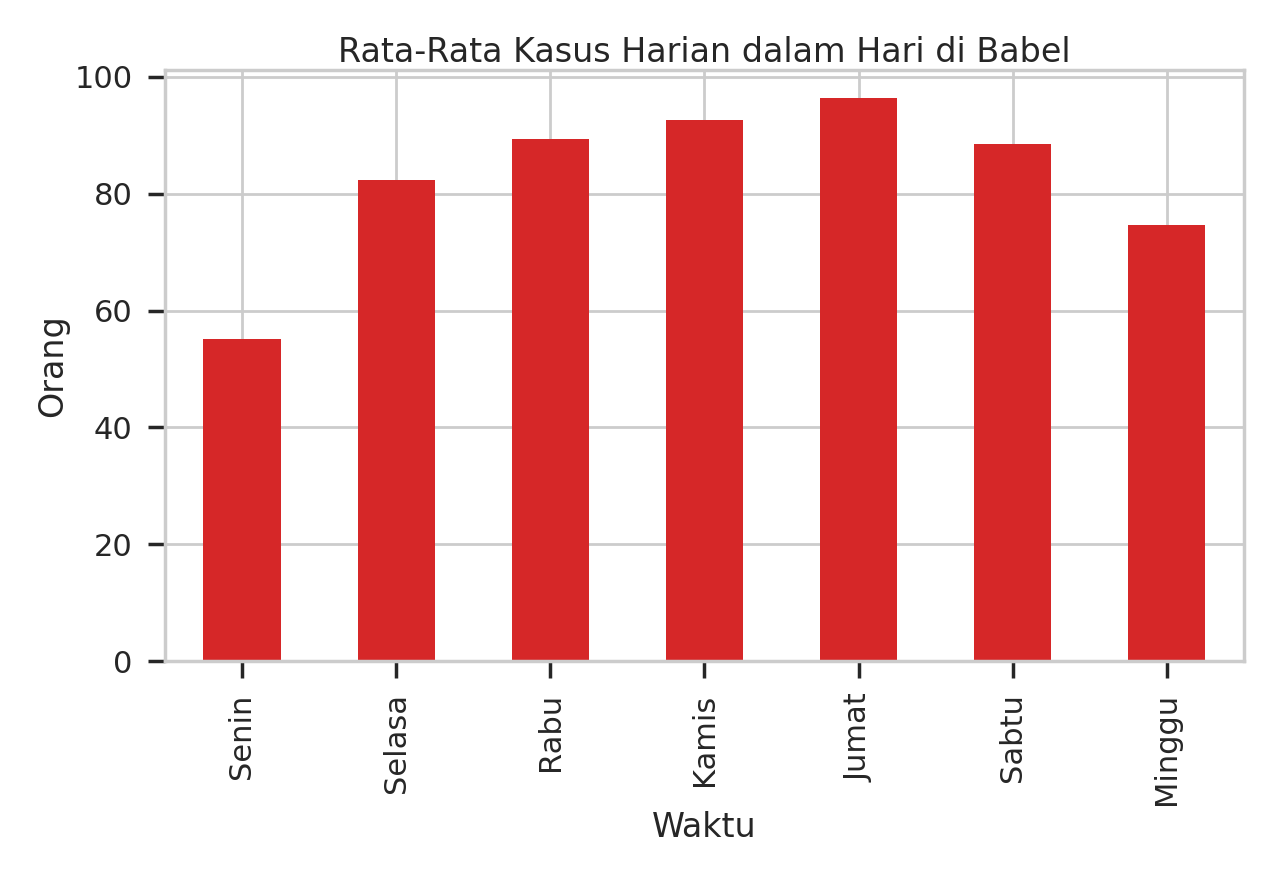 Rata-Rata Kasus Harian dalam Hari di Babel
100
80
60
40
20
0
Orang
Senin
Selasa
Rabu
Kamis
Jumat
Sabtu
Minggu
Waktu